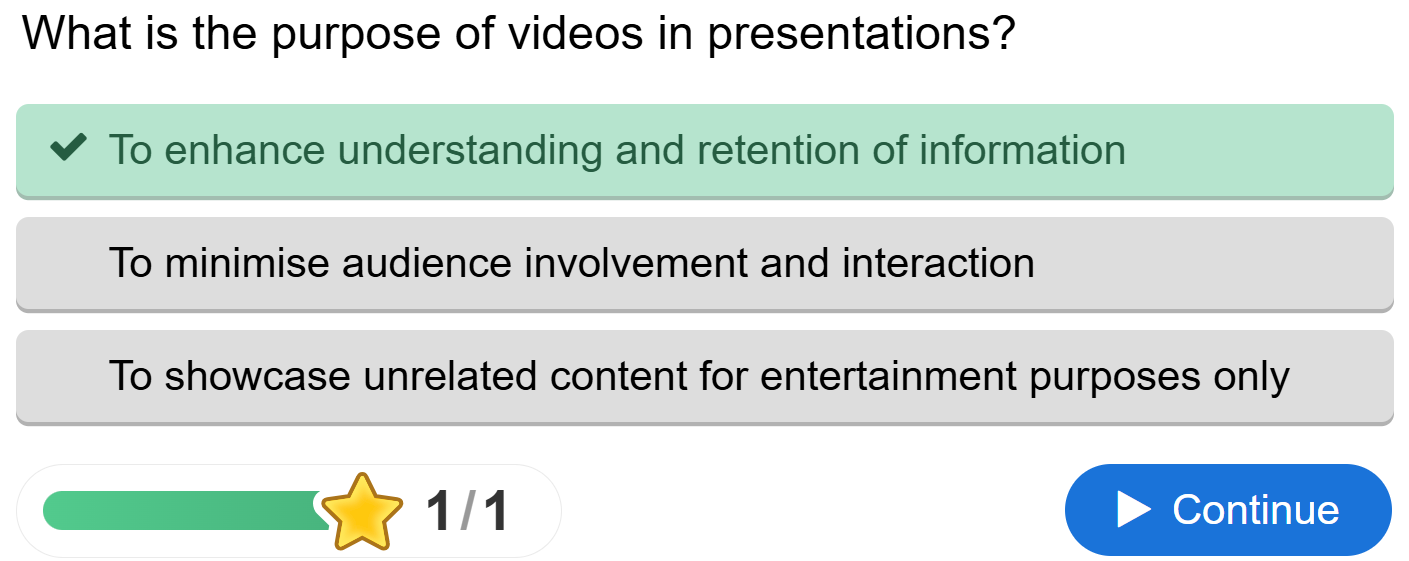 What is the purpose of videos in presentations?
To enhance understanding and retention of information
To minimise audience involvement and interaction
To showcase unrelated content for entertainment purposes only
1/1
Continue